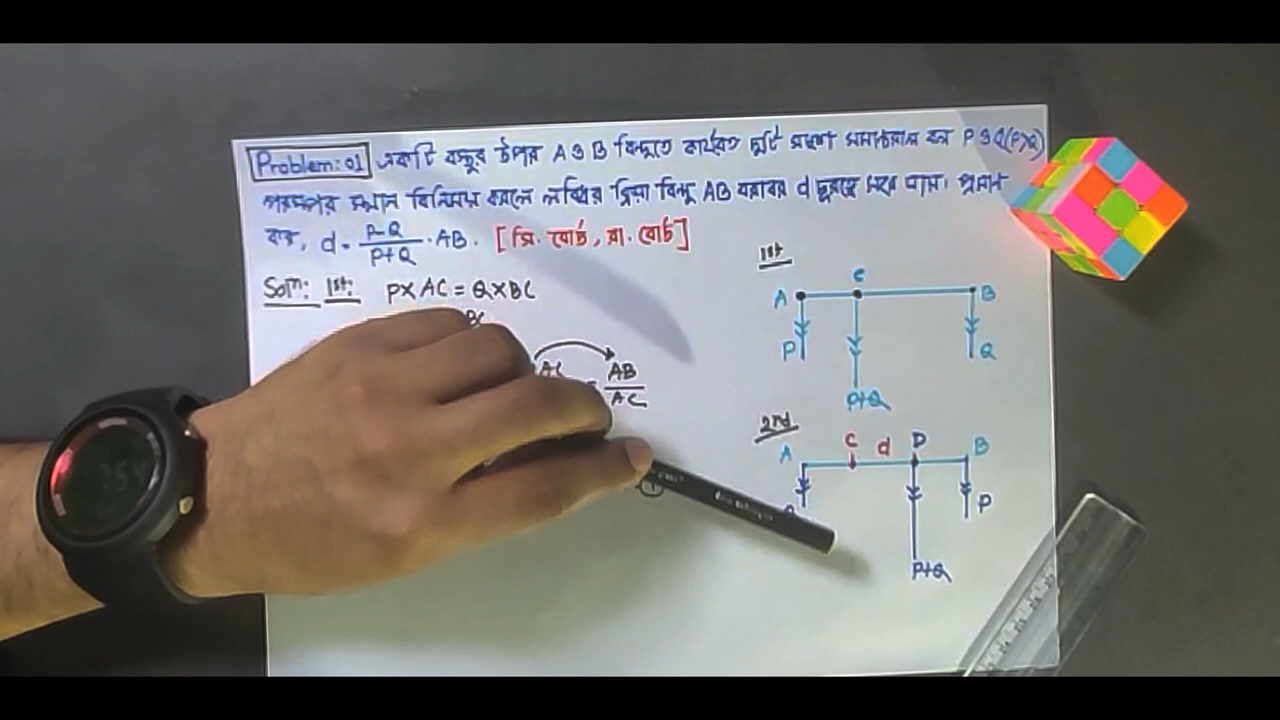 Problem: 01 একটি বস্তুর উপর A ও B বিন্দুতে কার্যরত দুটি সদৃশ সমান্তরাল বল P ও Q(P>Q)
পরস্পর স্থান বিনিময় করলে লব্ধির ক্রিয়া বিন্দু AB বরাবর d দূরত্বে সরে যায়। প্রমাণ
কর, d = P-Q/P+Q · AB. [সি. বোর্ড, রা. বোর্ড]
Solⁿ: 1st: P×AC = Q×BC
AC = AB/AC
1st
A C B
P Q
P+Q
2nd
A C d D B
P
P+Q